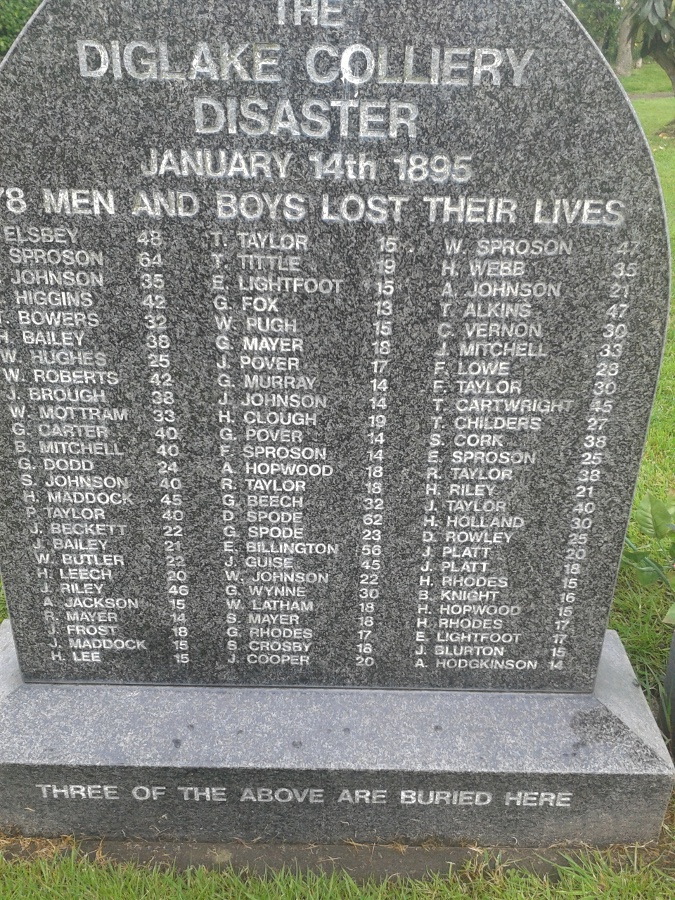 THE
DIGLAKE COLLIERY
DISASTER
JANUARY 14th 1895
78 MEN AND BOYS LOST THEIR LIVES
ELSBEY 48
SPROSON 64
JOHNSON 35
HIGGINS 42
BOWERS 32
H. BAILEY 38
W. HUGHES 25
W. ROBERTS 42
J. BROUGH 38
W. MOTTRAM 33
G. CARTER 40
B. MITCHELL 40
G. DODD 24
S. JOHNSON 40
H. MADDOCK 45
P. TAYLOR 40
J. BECKETT 22
J. BAILEY 21
W. BUTLER 22
H. LEECH 20
J. RILEY 46
A. JACKSON 15
R. MAYER 14
J. FROST 18
J. MADDOCK 15
H. LEE 15
T. TAYLOR 15
T. TITTLE 19
E. LIGHTFOOT 15
G. FOX 13
W. PUGH 15
G. MAYER 18
J. POVER 17
G. MURRAY 14
J. JOHNSON 14
H. CLOUGH 19
G. POVER 14
F. SPROSON 14
A. HOPWOOD 18
R. TAYLOR 18
G. BEECH 32
D. SPODE 62
G. SPODE 23
E. BILLINGTON 56
J. GUISE 45
W. JOHNSON 22
G. WYNNE 30
W. LATHAM 18
S. MAYER 18
G. RHODES 17
S. CROSBY 18
J. COOPER 20
W. SPROSON 47
H. WEBB 35
A. JOHNSON 21
T. ALKINS 47
C. VERNON 30
J. MITCHELL 33
F. LOWE 28
F. TAYLOR 30
T. CARTWRIGHT 45
T. CHILDERS 27
S. CORK 38
E. SPROSON 25
R. TAYLOR 38
H. RILEY 21
J. TAYLOR 40
H. HOLLAND 30
D. ROWLEY 25
J. PLATT 20
J. PLATT 18
H. RHODES 15
B. KNIGHT 16
H. HOPWOOD 15
H. RHODES 17
E. LIGHTFOOT 17
J. BLURTON 15
A. HODGKINSON 14
THREE OF THE ABOVE ARE BURIED HERE